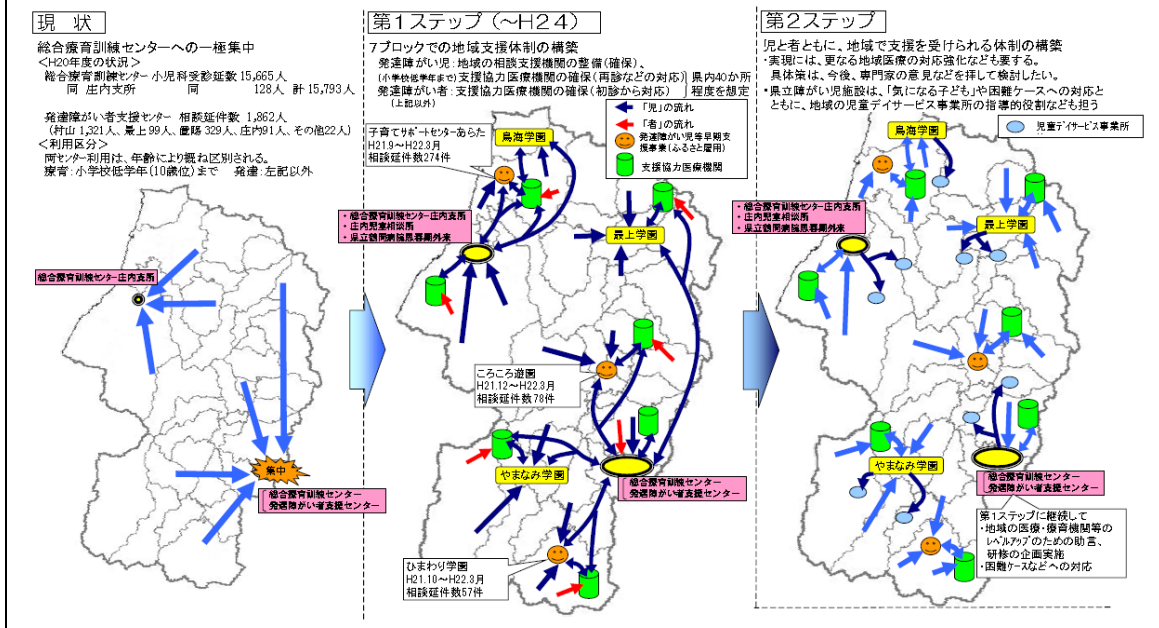 現　状
総合療育訓練センターへの一極集中
＜H20年度の状況＞
総合療育訓練センター 小児科受診延数 15,665人
同 庄内支所　同　128人 計 15,793人
発達障がい者支援センター 相談延件数 1,862人
(村山 1,321人、最上 99人、置賜 329人、庄内91人、その他22人)
＜利用区分＞
両センター利用は、年齢により概ね区別される。
療育：小学校低学年(10歳位)まで　発達：左記以外
総合療育訓練センター庄内支所
集中
総合療育訓練センター
発達障がい者支援センター
第１ステップ（～H２４）
７ブロックでの地域支援体制の構築
発達障がい児：地域の相談支援機関の整備(確保)、
(小学校低学年まで) 支援協力医療機関の確保(再診などの対応)
発達障がい者：支援協力医療機関の確保(初診から対応)
(上記以外)
県内40か所
程度を想定
「児」の流れ
「者」の流れ
発達障がい児等早期支
援事業(ふるさと雇用)
支援協力医療機関
子育てサポートセンターあらた
H21.9～H22.3月
相談延件数274件
鳥海学園
・総合療育訓練センター庄内支所
・庄内児童相談所
・県立鶴岡病院思春期外来
最上学園
ころころ遊園
H21.12～H22.3月
相談延件数78件
やまなみ学園
総合療育訓練センター
発達障がい者支援センター
ひまわり学園
H21.10～H22.3月
相談延件数57件
第２ステップ
児と者ともに、地域で支援を受けられる体制の構築
・実現には、更なる地域医療の対応強化なども要する。
具体策は、今後、専門家の意見などを拝して検討したい。
・県立障がい児施設は、「気になる子ども」や困難ケースへの対応と
ともに、地域の児童デイサービス事業所の指導的役割なども担う
児童デイサービス事業所
鳥海学園
・総合療育訓練センター庄内支所
・庄内児童相談所
・県立鶴岡病院思春期外来
最上学園
やまなみ学園
総合療育訓練センター
発達障がい者支援センター
第１ステップに継続して
・地域の医療・療育機関等の
レベルアップのための助言、
研修の企画実施
・困難ケースなどへの対応